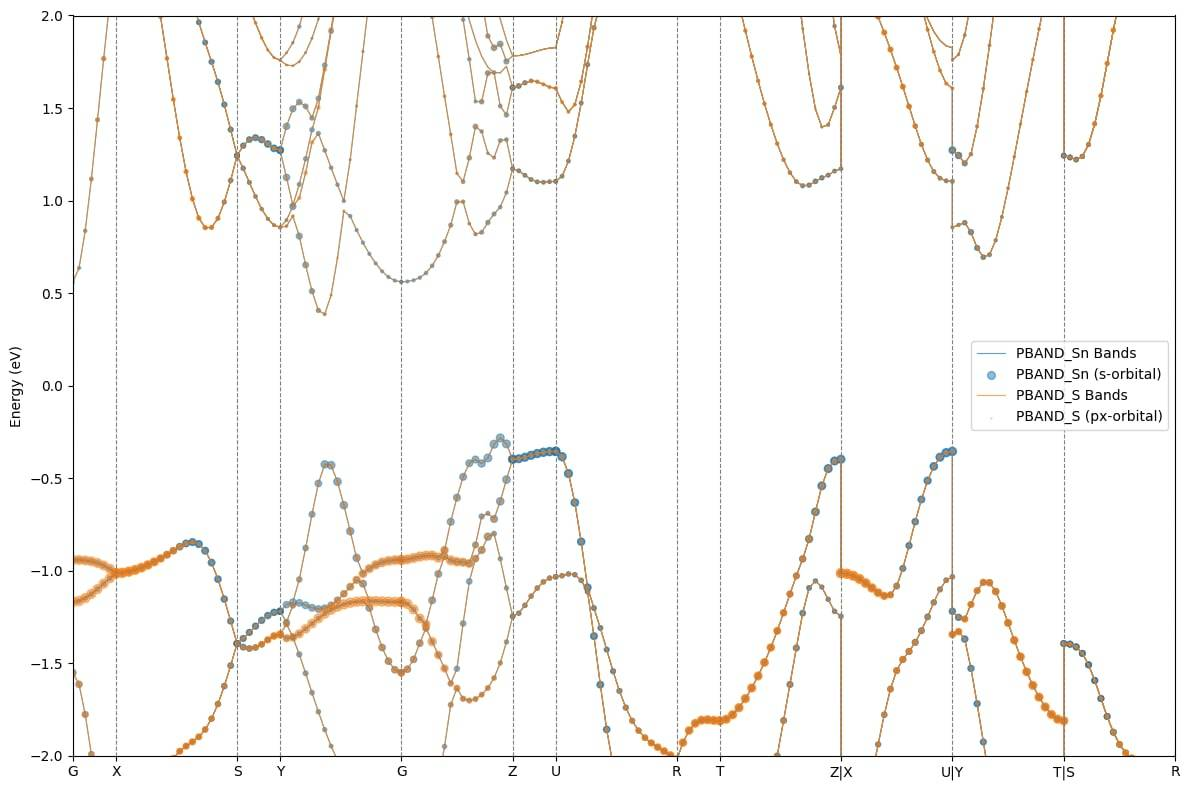 2.0
1.5
1.0
0.5
0.0
−0.5
−1.0
−1.5
−2.0
Energy (eV)
PBAND_Sn Bands
PBAND_Sn (s-orbital)
PBAND_S Bands
PBAND_S (px-orbital)
G X S Y G Z U R T Z|X U|Y T|S R